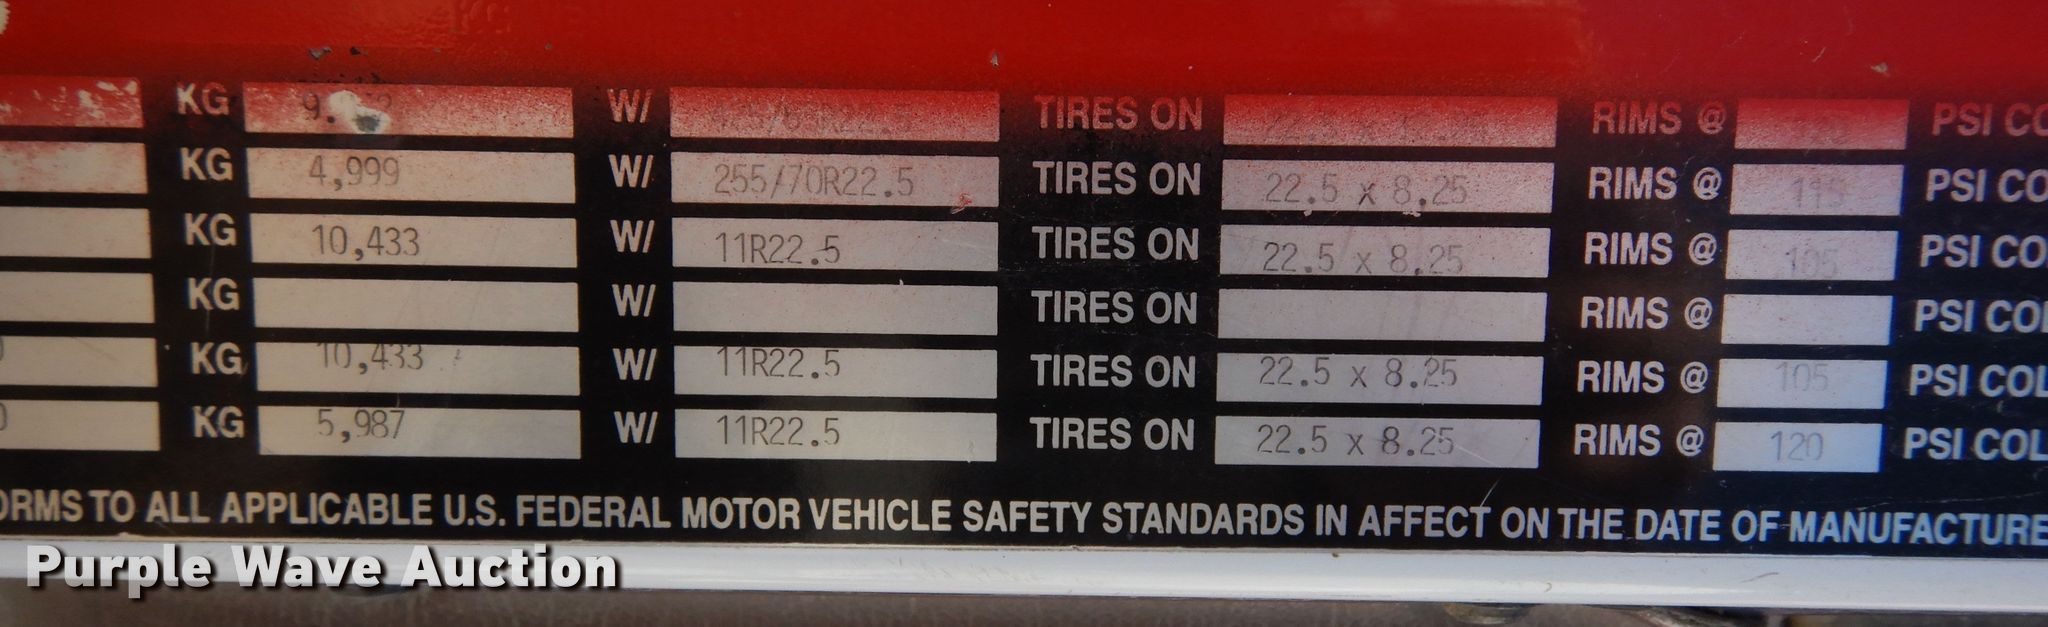 KG W/ TIRES ON RIMS @ PSI
KG 4,999 W/ 255/70R22.5 TIRES ON 22.5 x 8.25 RIMS @ 115 PSI CO
KG 10,433 W/ 11R22.5 TIRES ON 22.5 x 8.25 RIMS @ 105 PSI CO
KG W/ TIRES ON RIMS @ PSI COL
KG 10,433 W/ 11R22.5 TIRES ON 22.5 x 8.25 RIMS @ 105 PSI COL
KG 5,987 W/ 11R22.5 TIRES ON 22.5 x 8.25 RIMS @ 120 PSI COL
ORMS TO ALL APPLICABLE U.S. FEDERAL MOTOR VEHICLE SAFETY STANDARDS IN AFFECT ON THE DATE OF MANUFACTURE
Purple Wave Auction